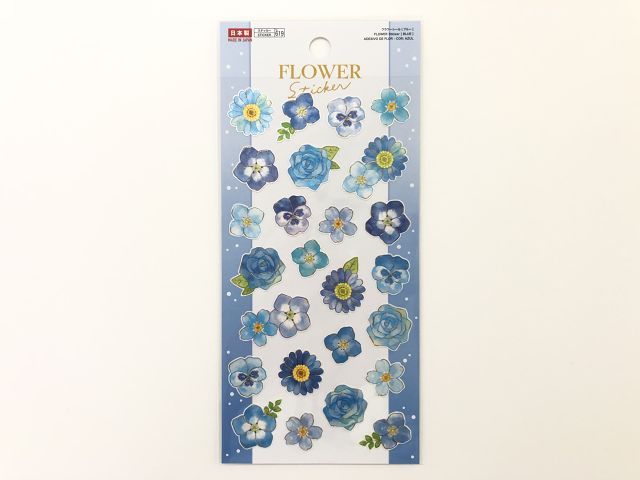 日本製
MADE IN JAPAN
ステッカー
STICKER
519
フラワーシール [ ブルー ]
FLOWER Sticker [ BLUE ]
ADESIVO DE FLOR - COR: AZUL
FLOWER
Sticker